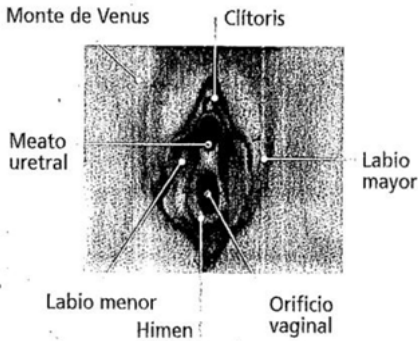 Monte de Venus
Clítoris
Meato
uretral
Labio
mayor
Labio menor
Orificio
vaginal
Himen